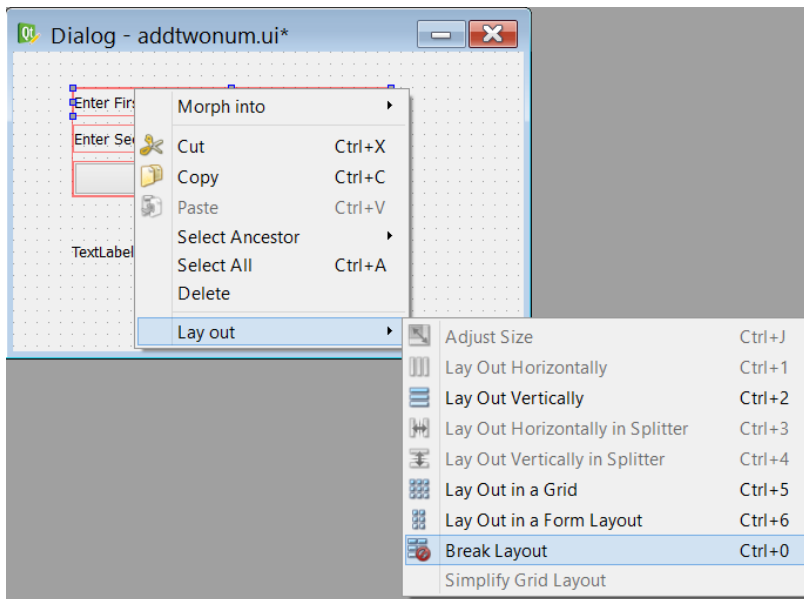 Qt Dialog - addtwonum.ui*
Enter Fir
Enter Se
TextLabel
Morph into
Cut Ctrl+X
Copy Ctrl+C
Paste Ctrl+V
Select Ancestor
Select All Ctrl+A
Delete
Lay out
Adjust Size Ctrl+J
Lay Out Horizontally Ctrl+1
Lay Out Vertically Ctrl+2
Lay Out Horizontally in Splitter Ctrl+3
Lay Out Vertically in Splitter Ctrl+4
Lay Out in a Grid Ctrl+5
Lay Out in a Form Layout Ctrl+6
Break Layout Ctrl+0
Simplify Grid Layout